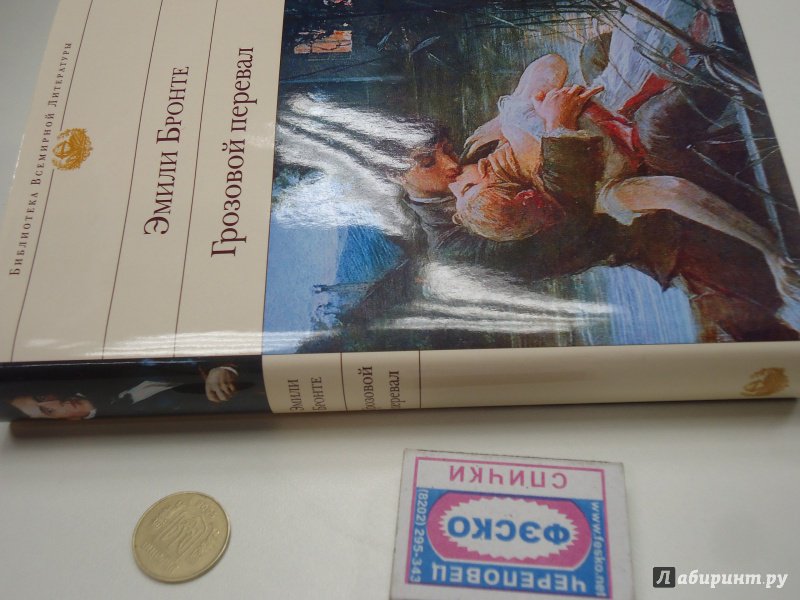 Библиотека Всемирной Литературы
Эмили Бронте
Грозовой перевал
Эмили
Бронте
Грозовой
перевал
СПИЧКИ
ФЭСКО
www.fesko.net
(8202) 295-343
ЧЕРЕПОВЕЦ
Лабиринт.ру